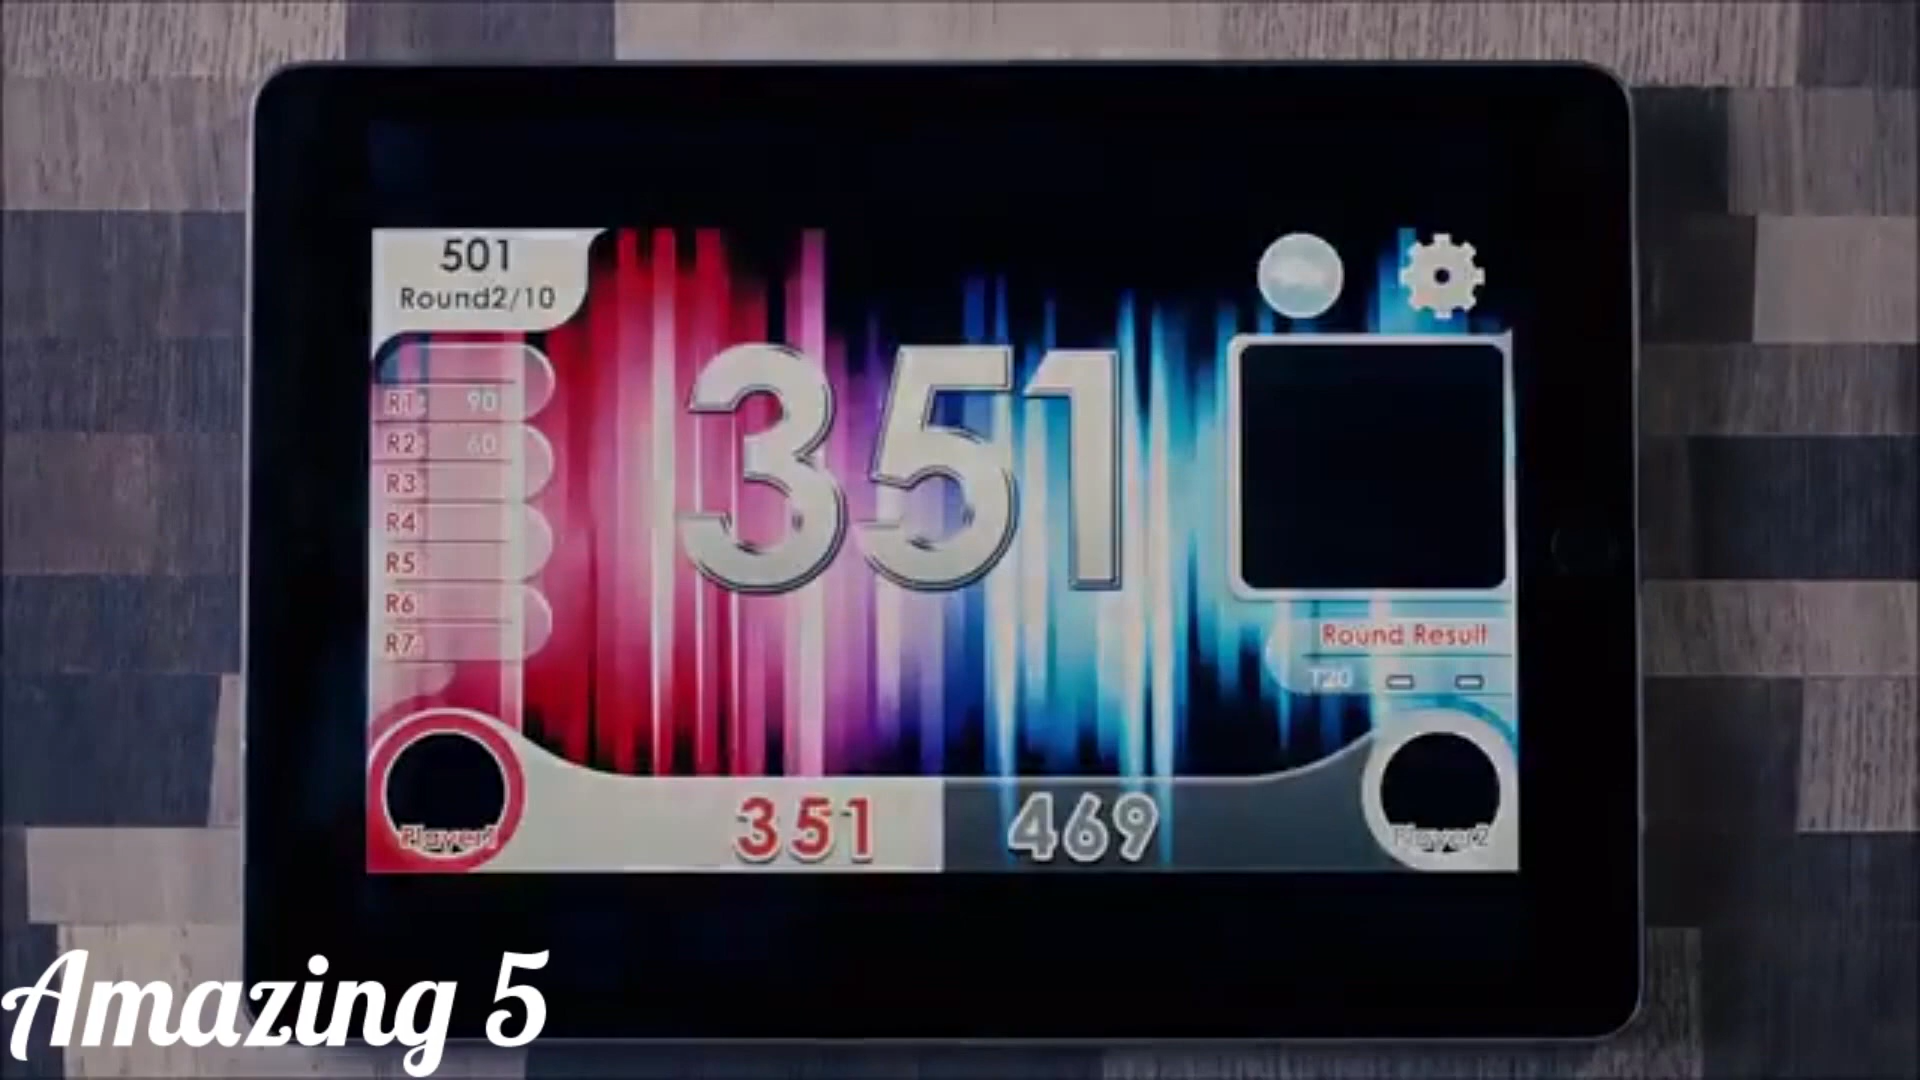 501
Round2/10
R1: 90
R2 60
R3
R4
R5
R6
R7
351
Round Result
T20
Player1
351
469
Player2
Amazing 5